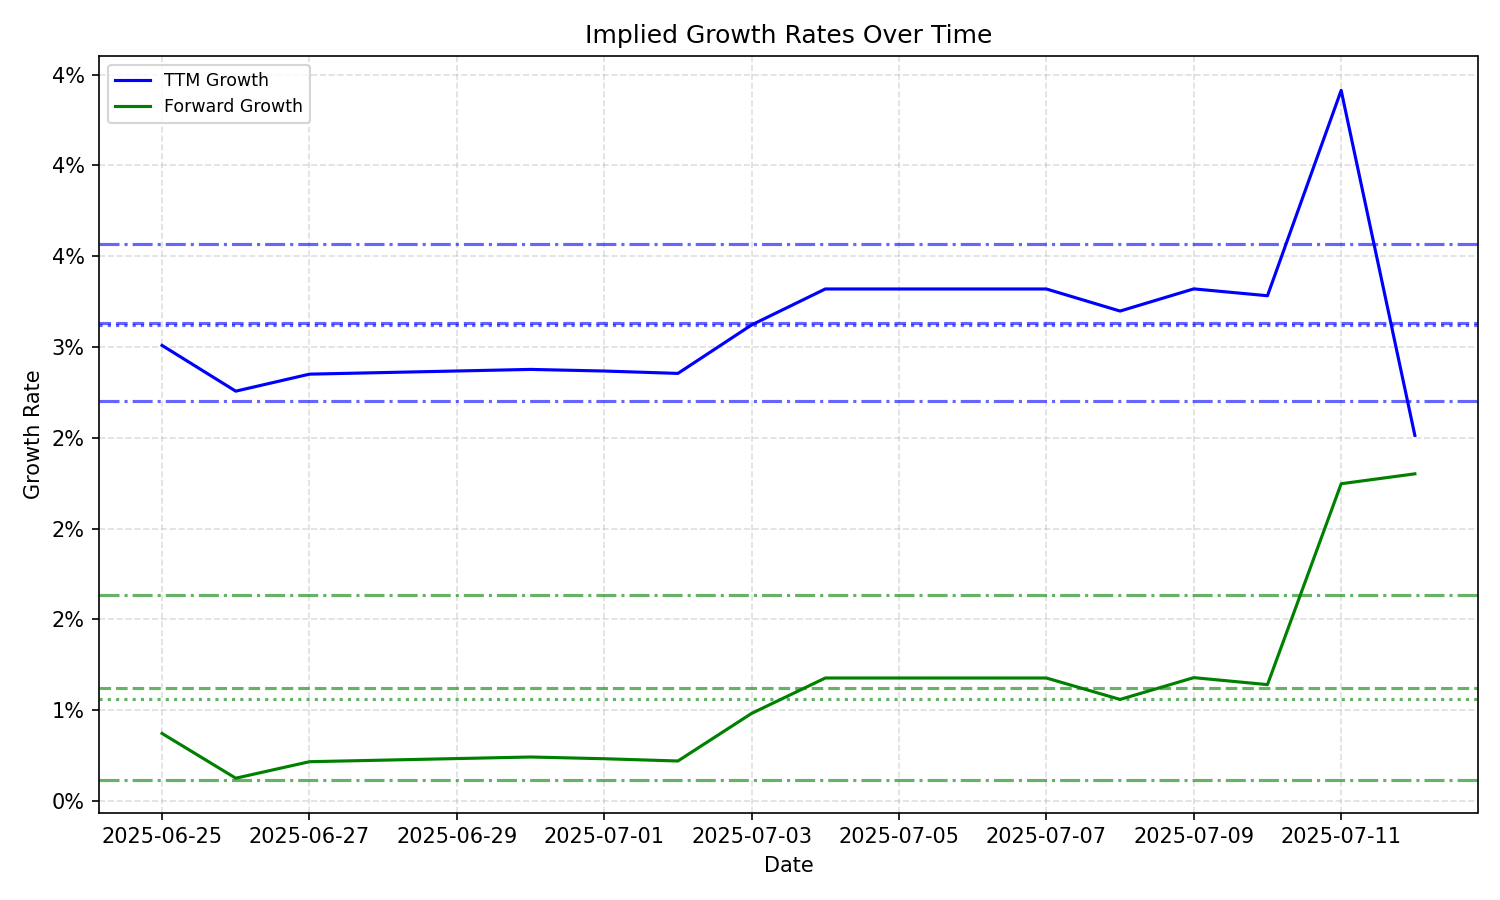 Implied Growth Rates Over Time
TTM Growth
Forward Growth
4%
4%
4%
3%
2%
2%
2%
1%
0%
Growth Rate
2025-06-25 2025-06-27 2025-06-29 2025-07-01 2025-07-03 2025-07-05 2025-07-07 2025-07-09 2025-07-11
Date